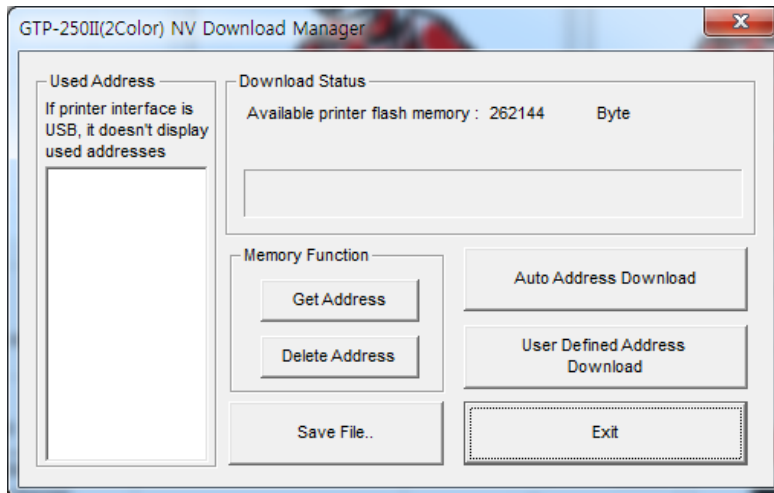 GTP-250II(2Color) NV Download Manager
Used Address
If printer interface is
USB, it doesn't display
used addresses
Download Status
Available printer flash memory : 262144 Byte
Memory Function
Get Address
Delete Address
Auto Address Download
User Defined Address
Download
Save File..
Exit